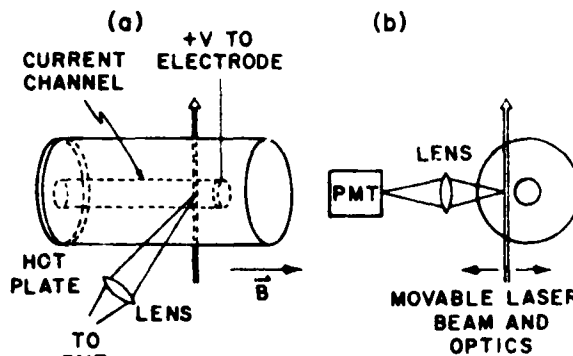 (a)
+V TO
ELECTRODE
CURRENT
CHANNEL
HOT
PLATE
LENS
TO
B
(b)
LENS
PMT
MOVABLE LASER
BEAM AND
OPTICS